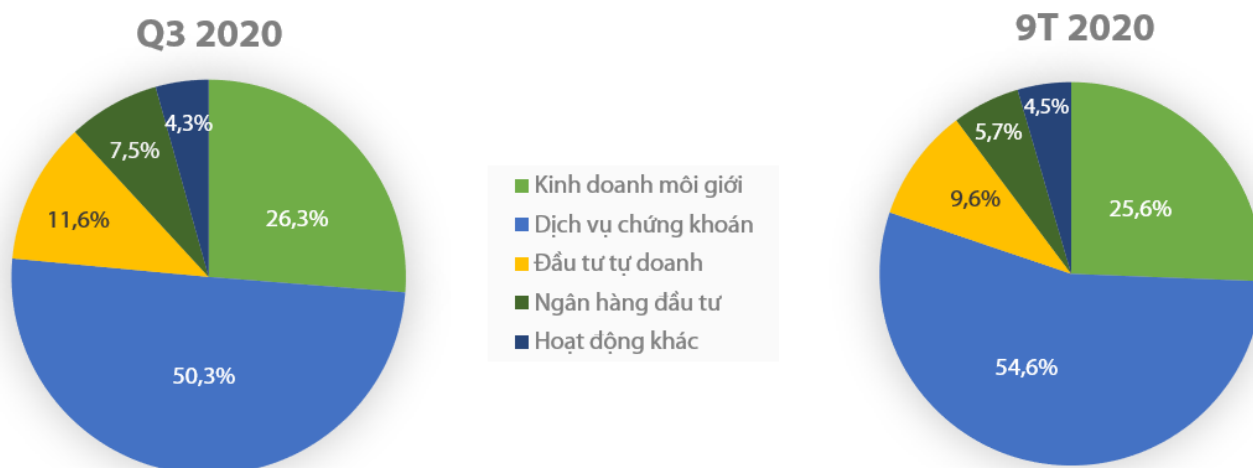 Q3 2020
4,3%
7,5%
11,6%
26,3%
50,3%
Kinh doanh môi giới
Dịch vụ chứng khoán
Đầu tư tự doanh
Ngân hàng đầu tư
Hoạt động khác
9T 2020
4,5%
5,7%
9,6%
25,6%
54,6%